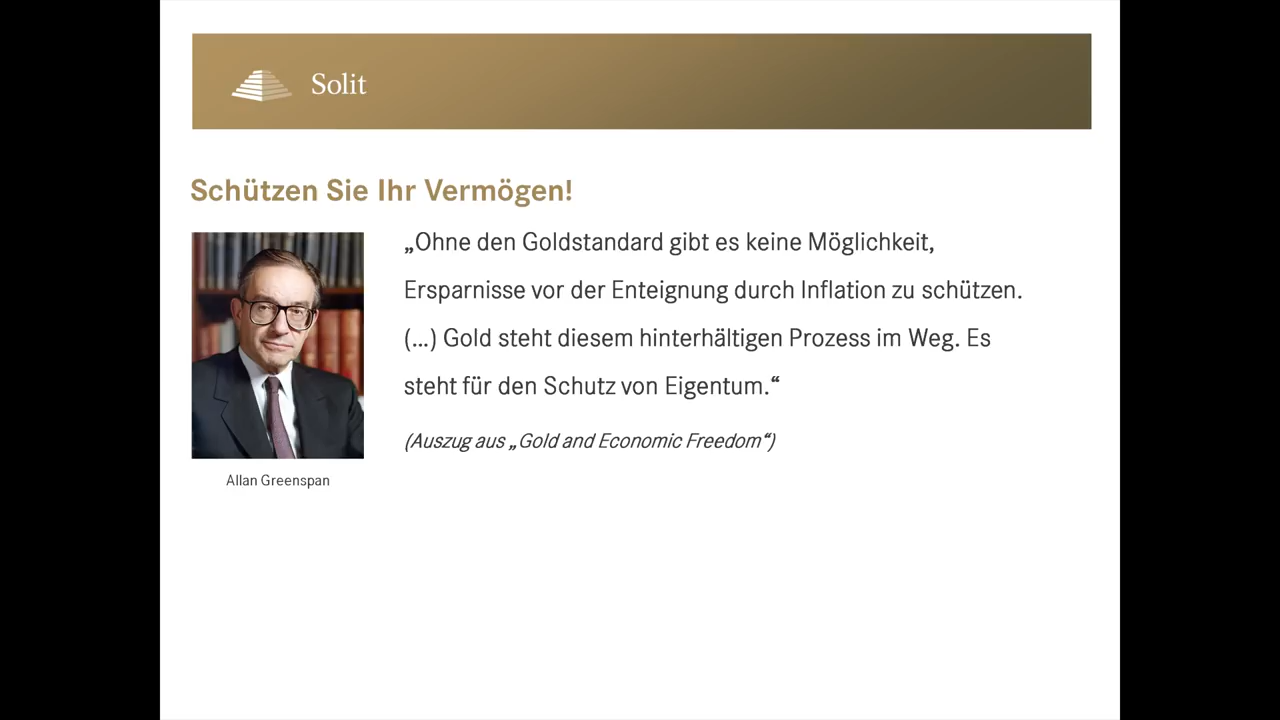 Solit
Schützen Sie Ihr Vermögen!
„Ohne den Goldstandard gibt es keine Möglichkeit,
Ersparnisse vor der Enteignung durch Inflation zu schützen.
(...) Gold steht diesem hinterhältigen Prozess im Weg. Es
steht für den Schutz von Eigentum.“
(Auszug aus „Gold and Economic Freedom“)
Allan Greenspan